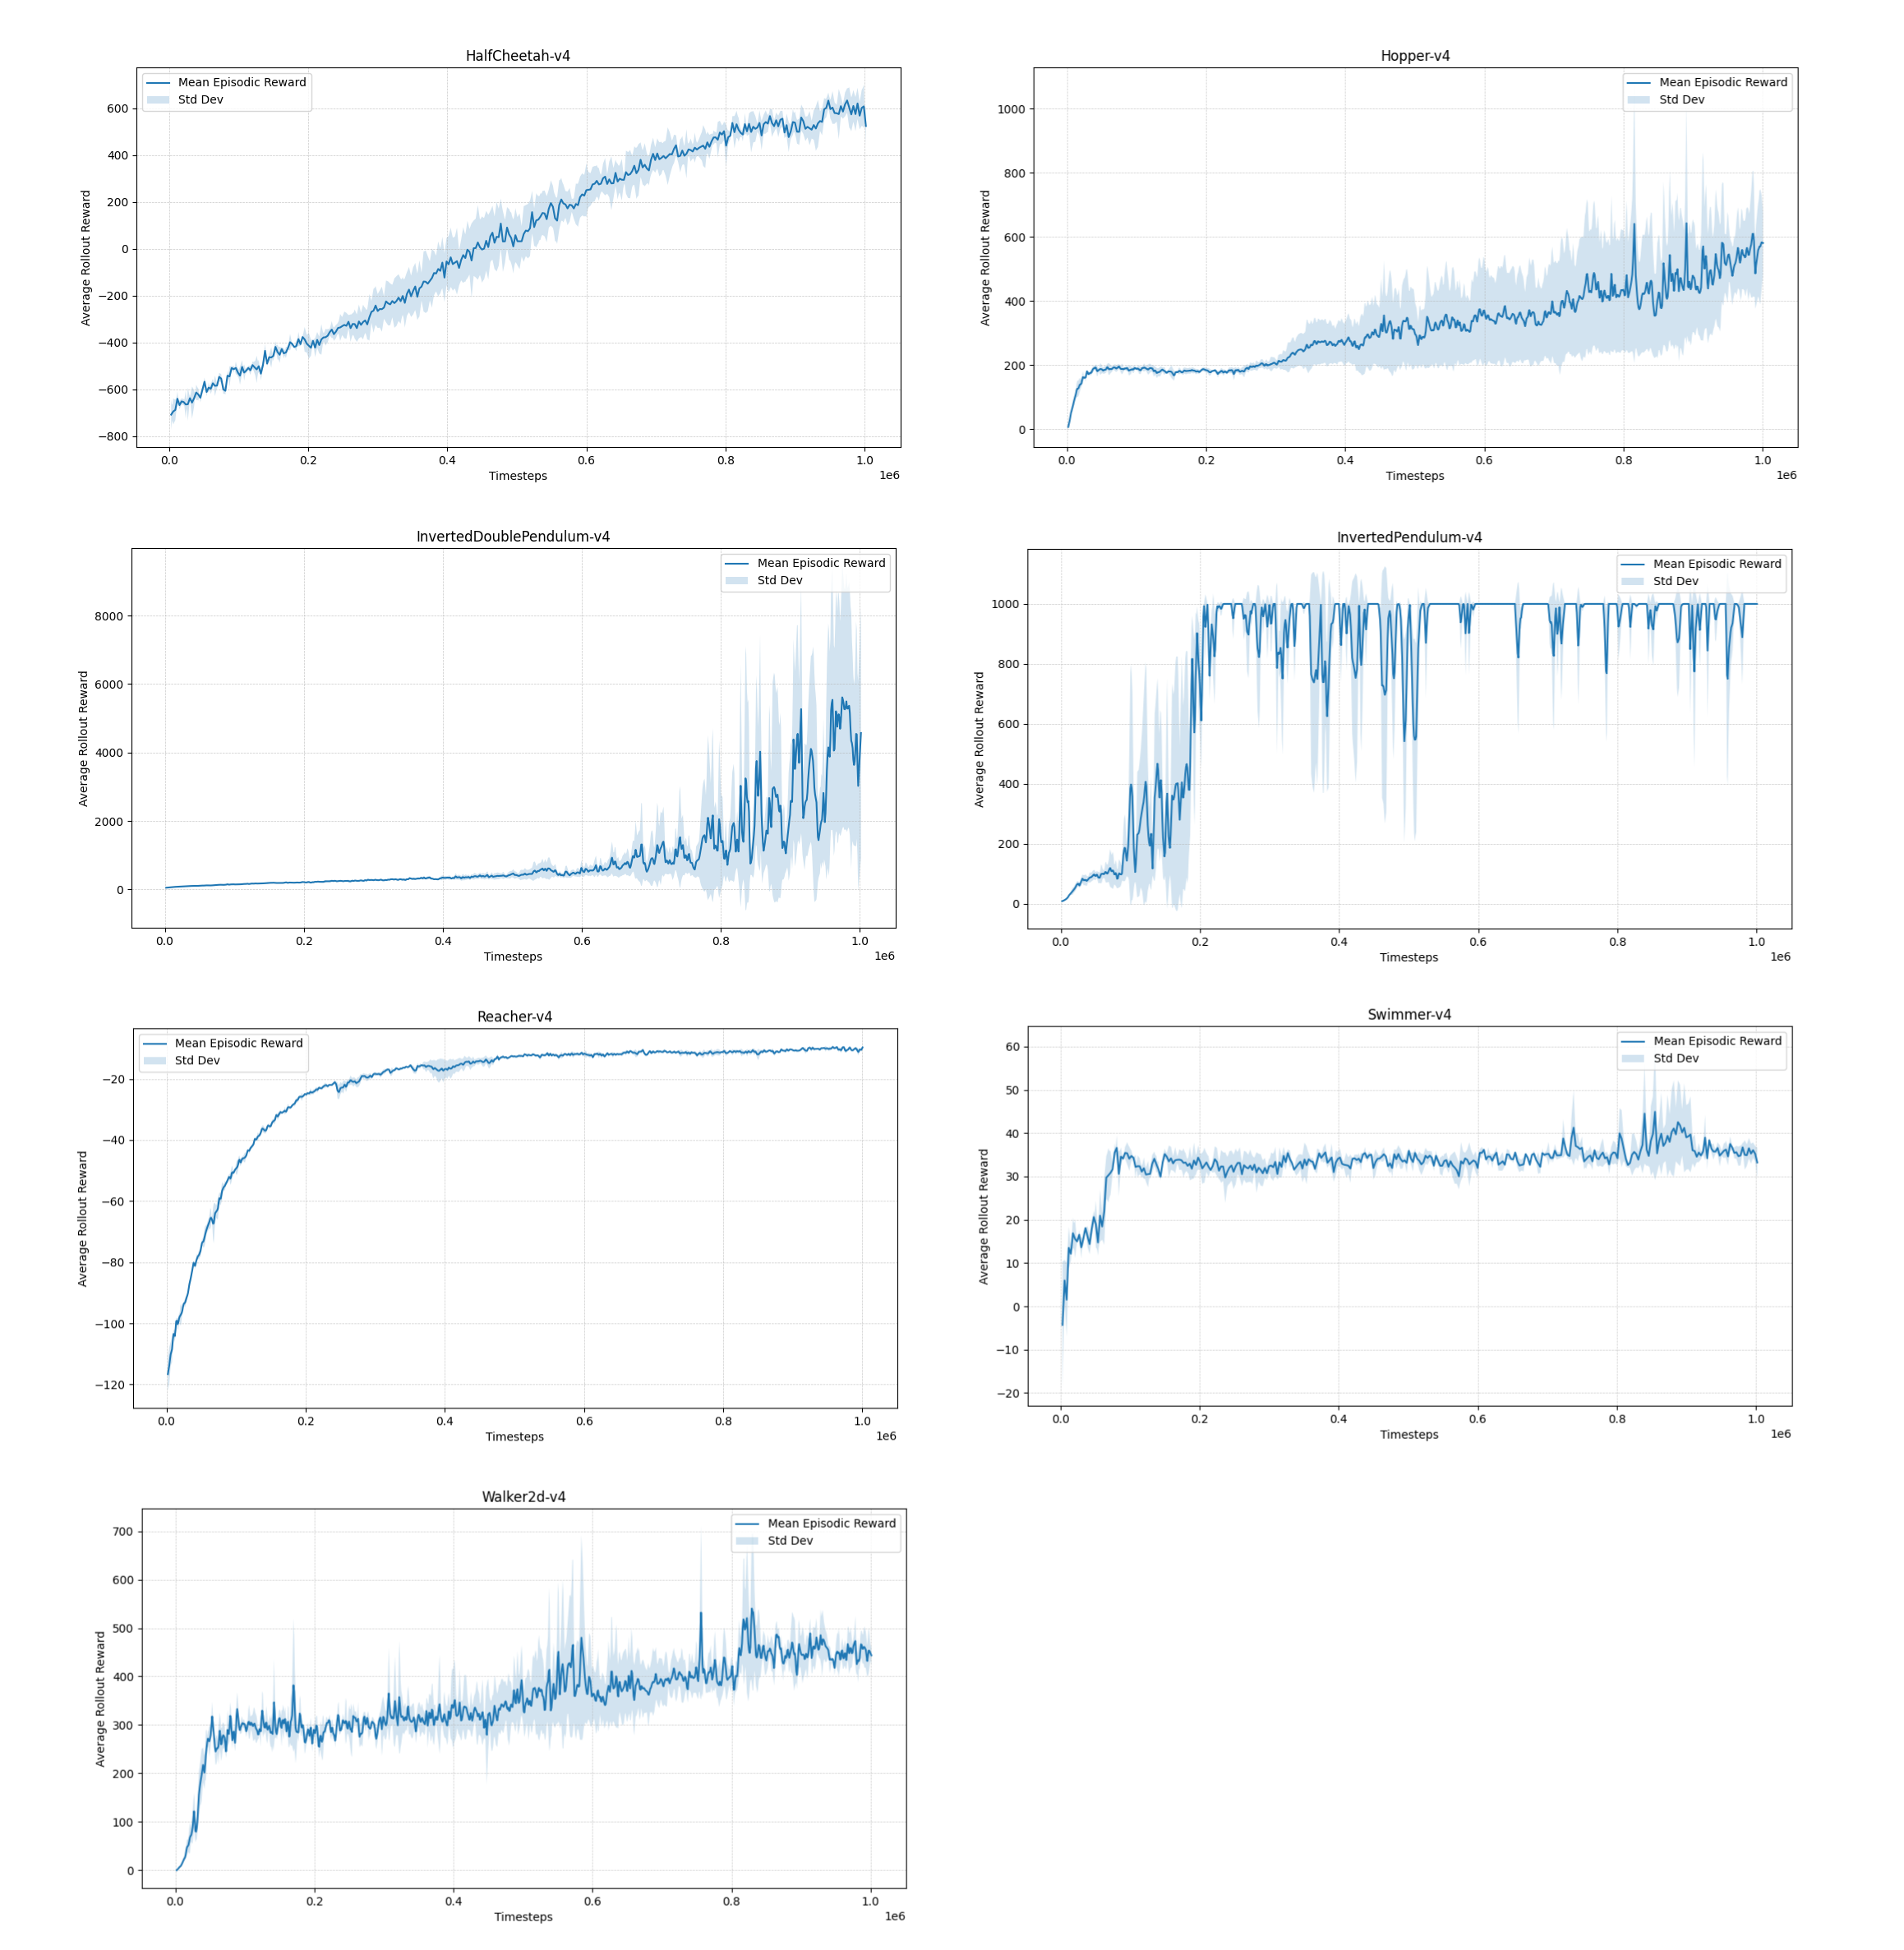 HalfCheetah-v4
Mean Episodic Reward
Std Dev
Average Rollout Reward
600
400
200
0
−200
−400
−600
−800
0.0 0.2 0.4 0.6 0.8 1.0
Timesteps
1e6
Hopper-v4
Mean Episodic Reward
Std Dev
Average Rollout Reward
1000
800
600
400
200
0
0.0 0.2 0.4 0.6 0.8 1.0
Timesteps
1e6
InvertedDoublePendulum-v4
Mean Episodic Reward
Std Dev
Average Rollout Reward
8000
6000
4000
2000
0
0.0 0.2 0.4 0.6 0.8 1.0
Timesteps
1e6
InvertedPendulum-v4
Mean Episodic Reward
Std Dev
Average Rollout Reward
1000
800
600
400
200
0
0.0 0.2 0.4 0.6 0.8 1.0
Timesteps
1e6
Reacher-v4
Mean Episodic Reward
Std Dev
Average Rollout Reward
−20
−40
−60
−80
−100
−120
0.0 0.2 0.4 0.6 0.8 1.0
Timesteps
1e6
Swimmer-v4
Mean Episodic Reward
Std Dev
Average Rollout Reward
60
50
40
30
20
10
0
−10
−20
0.0 0.2 0.4 0.6 0.8 1.0
Timesteps
1e6
Walker2d-v4
Mean Episodic Reward
Std Dev
Average Rollout Reward
700
600
500
400
300
200
100
0
0.0 0.2 0.4 0.6 0.8 1.0
Timesteps
1e6